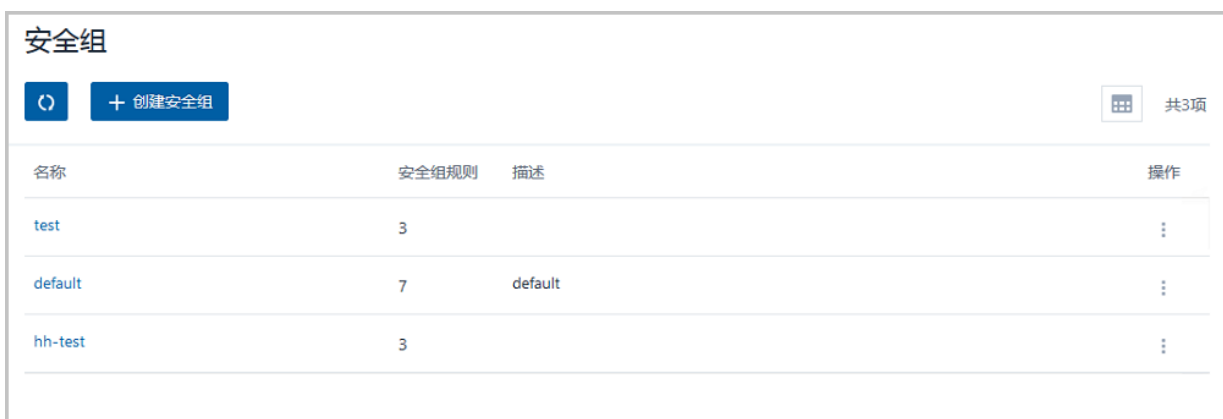 安全组
创建安全组 共3项
名称 安全组规则 描述 操作
test 3
default 7 default
hh-test 3